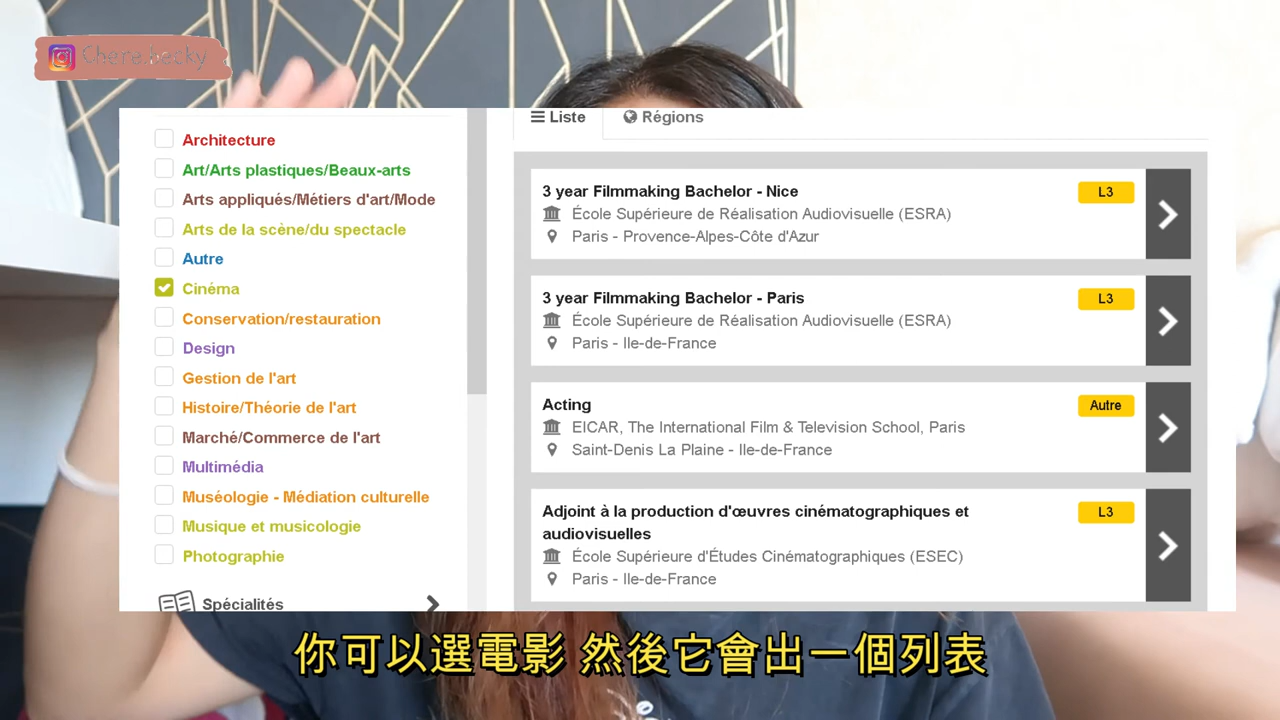 Chere.becky
Liste
Régions
Architecture
Art/Arts plastiques/Beaux-arts
Arts appliqués/Métiers d'art/Mode
Arts de la scène/du spectacle
Autre
Cinéma
Conservation/restauration
Design
Gestion de l'art
Histoire/Théorie de l'art
Marché/Commerce de l'art
Multimédia
Muséologie - Médiation culturelle
Musique et musicologie
Photographie
Spécialités
3 year Filmmaking Bachelor - Nice
L3
École Supérieure de Réalisation Audiovisuelle (ESRA)
Paris - Provence-Alpes-Côte d'Azur
3 year Filmmaking Bachelor - Paris
L3
École Supérieure de Réalisation Audiovisuelle (ESRA)
Paris - Ile-de-France
Acting
Autre
EICAR, The International Film & Television School, Paris
Saint-Denis La Plaine - Ile-de-France
Adjoint à la production d'œuvres cinématographiques et
audiovisuelles
L3
École Supérieure d'Études Cinématographiques (ESEC)
Paris - Ile-de-France
你可以選電影 然後它會出一個列表